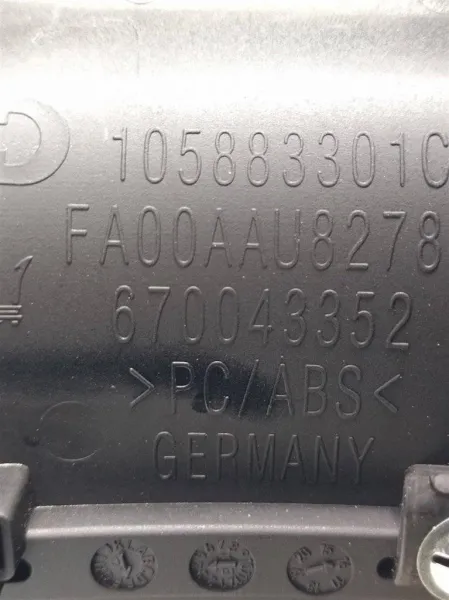 105883301C
FA00AAU8278
670043352
>PC/ABS<
GERMANY